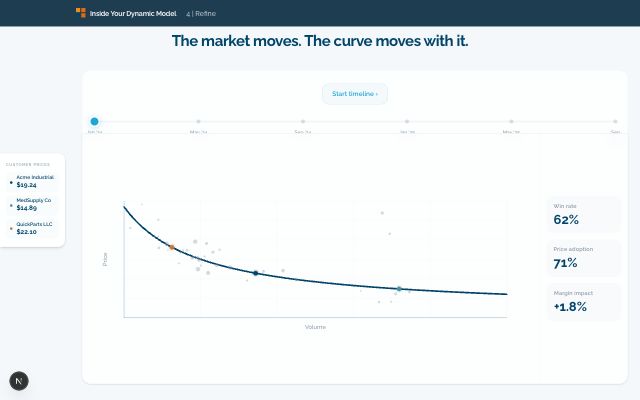 Inside Your Dynamic Model
4 | Refine
The market moves. The curve moves with it.
Start timeline ›
CUSTOMER PRICES
Acme Industrial
$19.24
MedSupply Co
$14.89
QuickParts LLC
$22.10
Price
Volume
Win rate
62%
Price adoption
71%
Margin impact
+1.8%
N